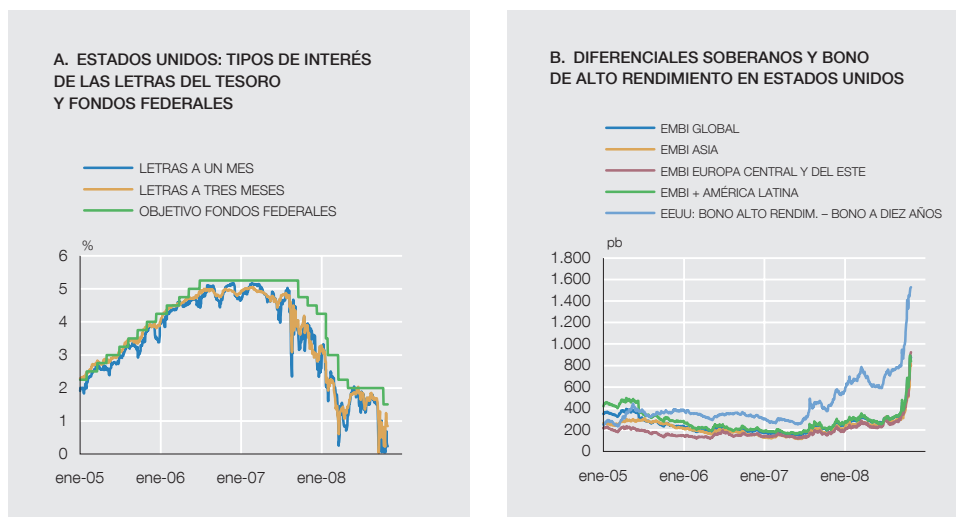 A. ESTADOS UNIDOS: TIPOS DE INTERÉS
DE LAS LETRAS DEL TESORO
Y FONDOS FEDERALES
LETRAS A UN MES
LETRAS A TRES MESES
OBJETIVO FONDOS FEDERALES
%
6
5
4
3
2
1
0
ene-05 ene-06 ene-07 ene-08
B. DIFERENCIALES SOBERANOS Y BONO
DE ALTO RENDIMIENTO EN ESTADOS UNIDOS
EMBI GLOBAL
EMBI ASIA
EMBI EUROPA CENTRAL Y DEL ESTE
EMBI + AMÉRICA LATINA
EEUU: BONO ALTO RENDIM. – BONO A DIEZ AÑOS
pb
1.800
1.600
1.400
1.200
1.000
800
600
400
200
0
ene-05 ene-06 ene-07 ene-08